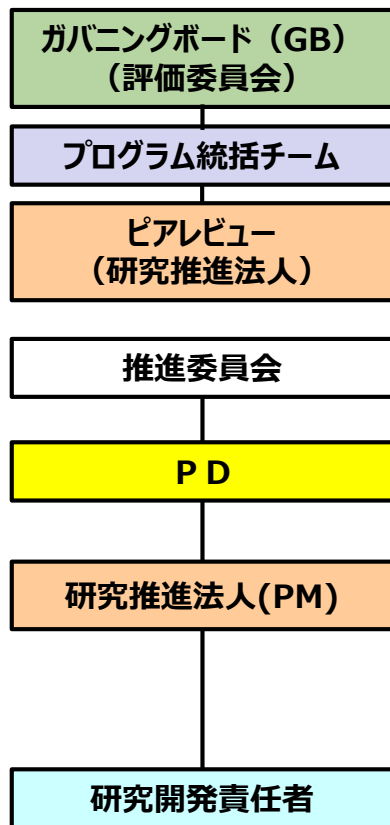 ガバニングボード（GB）
（評価委員会）
プログラム統括チーム
ピアレビュー
（研究推進法人）
推進委員会
ＰＤ
研究推進法人(PM)
研究開発責任者